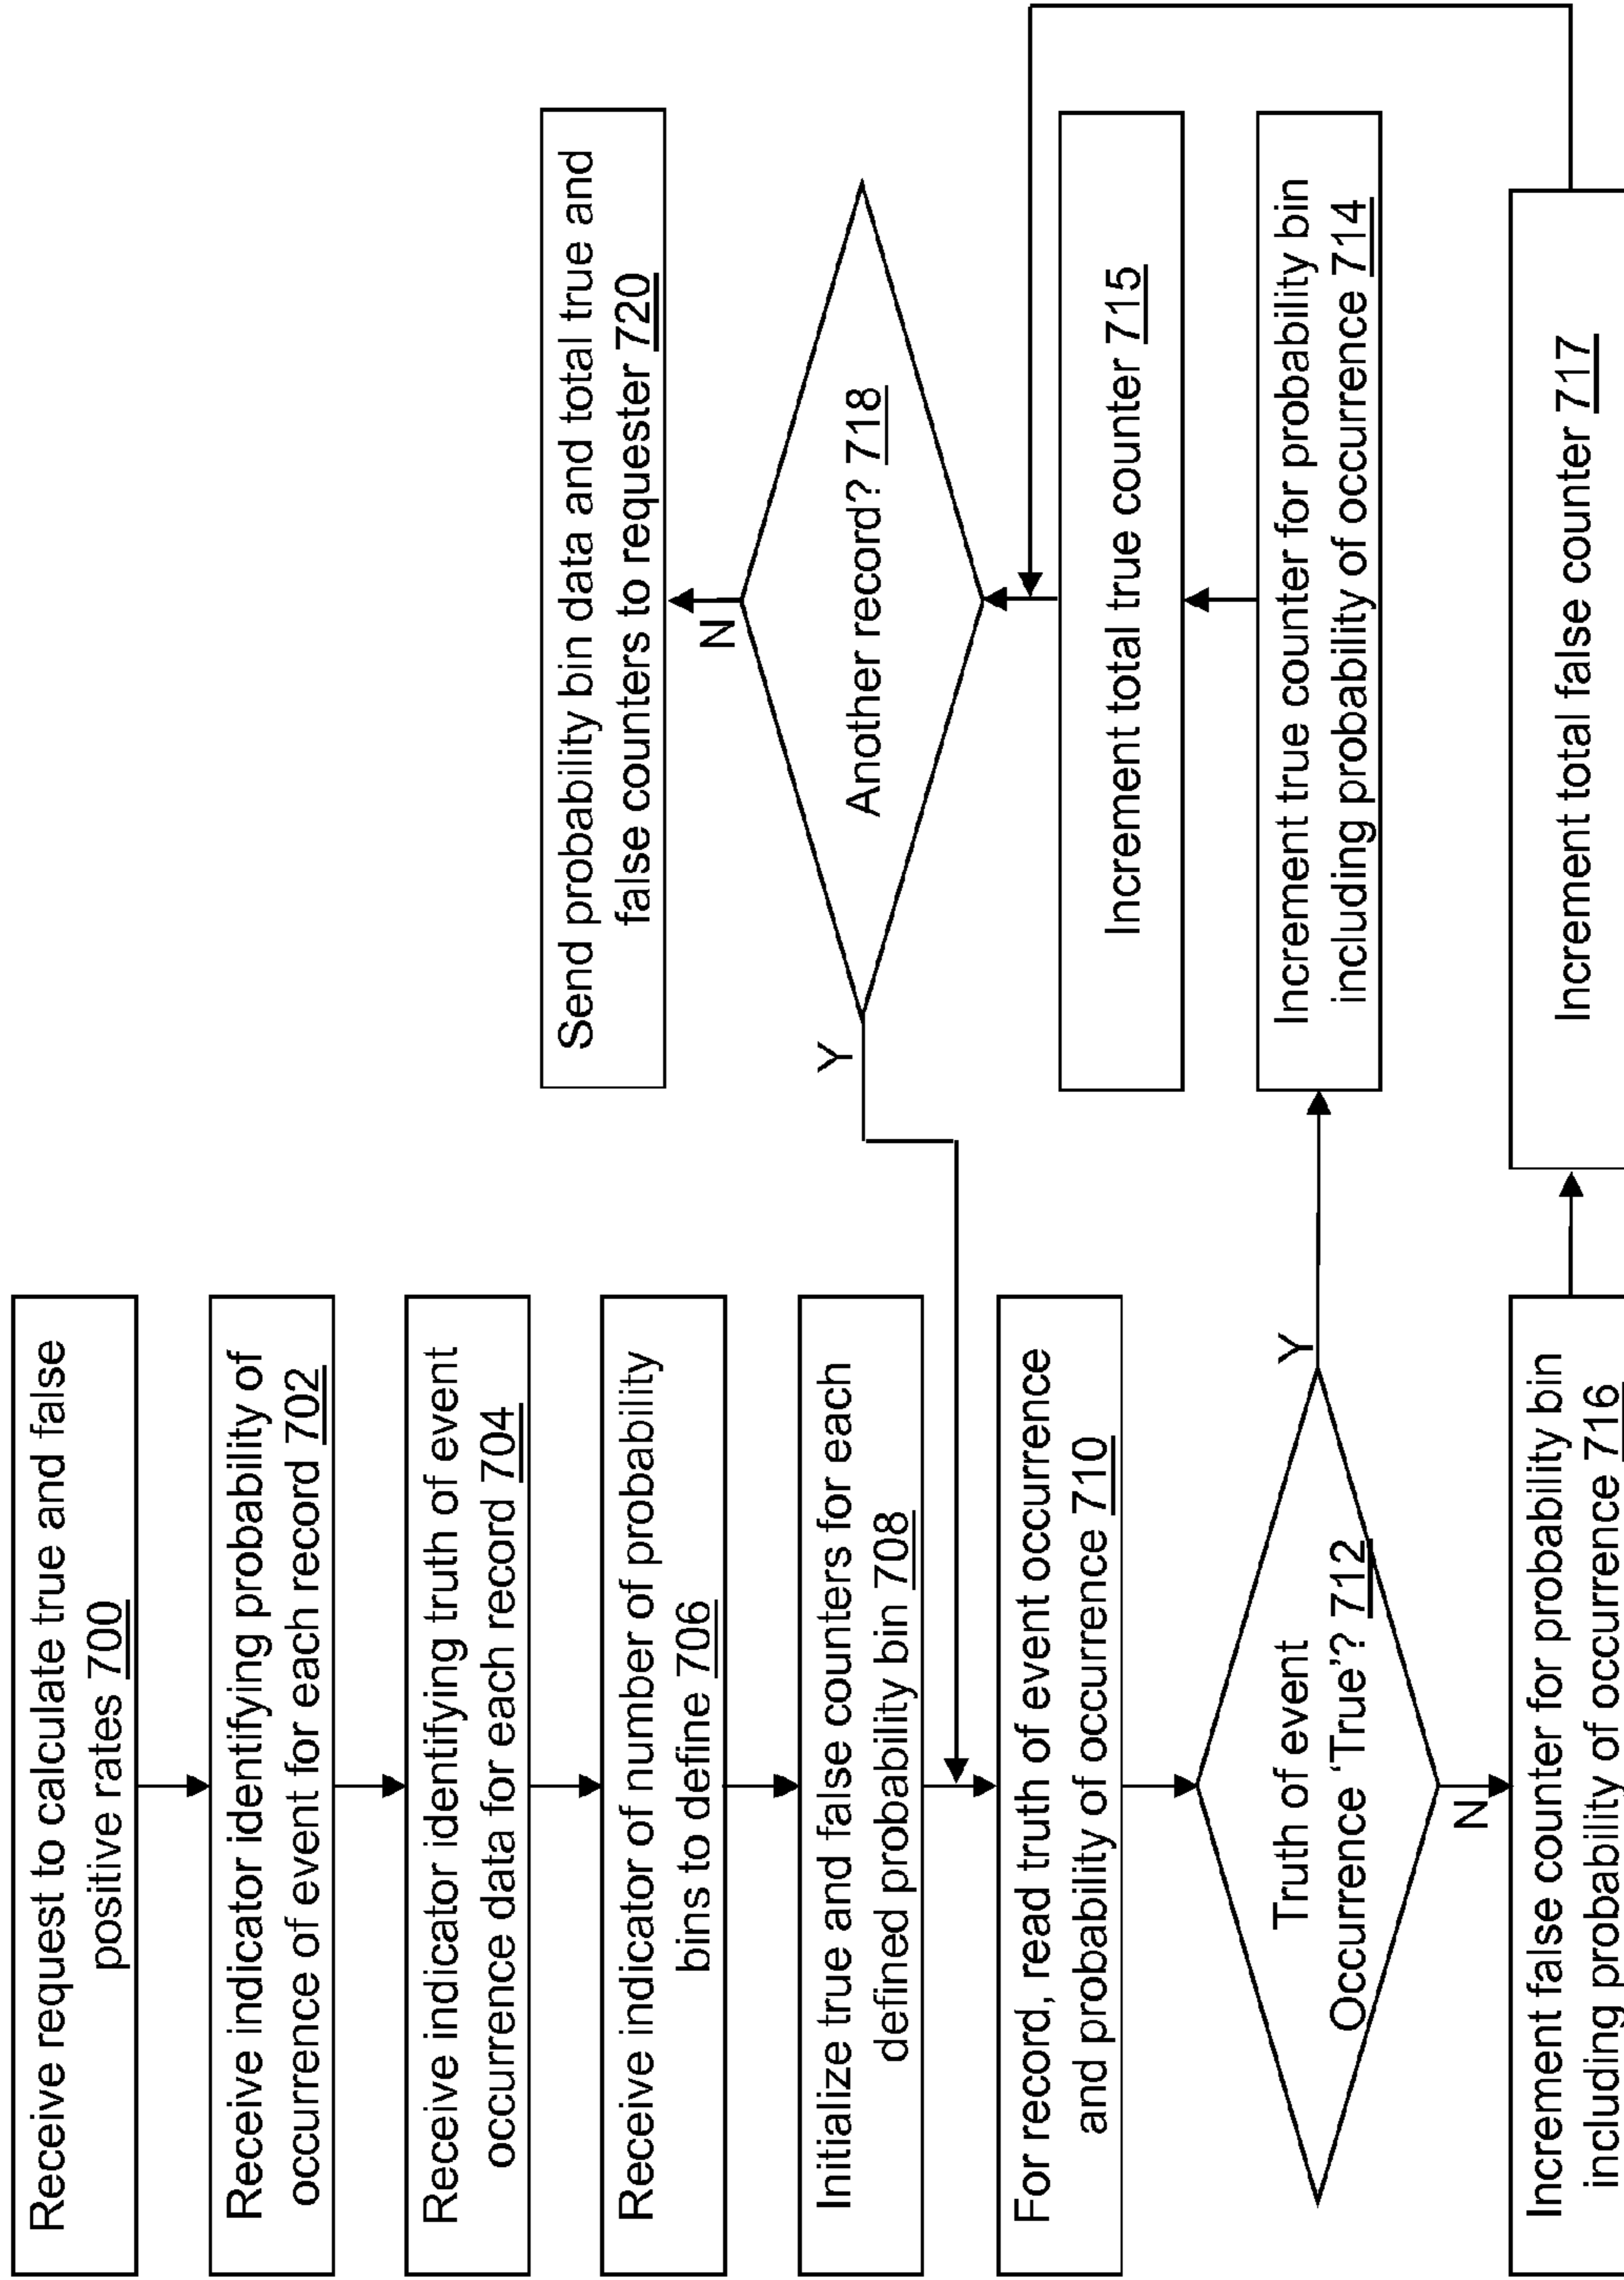 Receive request to calculate true and false
positive rates 700
Receive indicator identifying probability of
occurrence of event for each record 702
Receive indicator identifying truth of event
occurrence data for each record 704
Receive indicator of number of probability
bins to define 706
Initialize true and false counters for each
defined probability bin 708
For record, read truth of event occurrence
and probability of occurrence 710
Truth of event
Occurrence ‘True’? 712
Y
N
Increment false counter for probability bin
including probability of occurrence 716
Increment total false counter 717
Increment true counter for probability bin
including probability of occurrence 714
Increment total true counter 715
Another record? 718
Y
N
Send probability bin data and total true and
false counters to requester 720